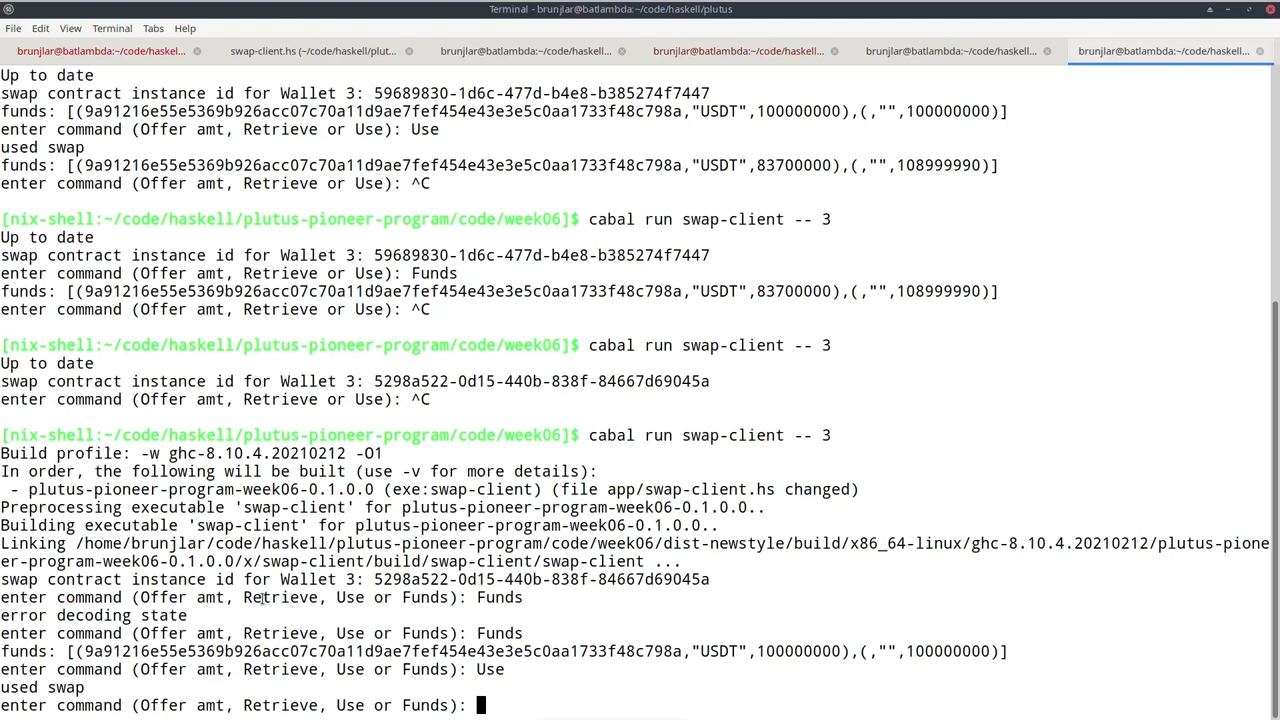 Terminal - brunjlar@batlambda:~/code/haskell/plutus
File Edit View Terminal Tabs Help
brunjlar@batlambda:~/code/haskel... swap-client.hs (~/code/haskell/plut... brunjlar@batlambda:~/code/haskell... brunjlar@batlambda:~/code/haskell... brunjlar@batlambda:~/code/haskell... brunjlar@batlambda:~/code/haskell...
Up to date
swap contract instance id for Wallet 3: 59689830-1d6c-477d-b4e8-b385274f7447
funds: [(9a91216e55e5369b926acc07c70a11d9ae7fef454e43e3e5c0aa1733f48c798a,"USDT",100000000),(,"",100000000)]
enter command (Offer amt, Retrieve or Use): Use
used swap
funds: [(9a91216e55e5369b926acc07c70a11d9ae7fef454e43e3e5c0aa1733f48c798a,"USDT",83700000),(,"",108999990)]
enter command (Offer amt, Retrieve or Use): ^C
[nix-shell:~/code/haskell/plutus-pioneer-program/code/week06]$ cabal run swap-client -- 3
Up to date
swap contract instance id for Wallet 3: 59689830-1d6c-477d-b4e8-b385274f7447
enter command (Offer amt, Retrieve or Use): Funds
funds: [(9a91216e55e5369b926acc07c70a11d9ae7fef454e43e3e5c0aa1733f48c798a,"USDT",83700000),(,"",108999990)]
enter command (Offer amt, Retrieve or Use): ^C
[nix-shell:~/code/haskell/plutus-pioneer-program/code/week06]$ cabal run swap-client -- 3
Up to date
swap contract instance id for Wallet 3: 5298a522-0d15-440b-838f-84667d69045a
enter command (Offer amt, Retrieve or Use): ^C
[nix-shell:~/code/haskell/plutus-pioneer-program/code/week06]$ cabal run swap-client -- 3
Build profile: -w ghc-8.10.4.20210212 -O1
In order, the following will be built (use -v for more details):
- plutus-pioneer-program-week06-0.1.0.0 (exe:swap-client) (file app/swap-client.hs changed)
Preprocessing executable 'swap-client' for plutus-pioneer-program-week06-0.1.0.0..
Building executable 'swap-client' for plutus-pioneer-program-week06-0.1.0.0..
Linking /home/brunjlar/code/haskell/plutus-pioneer-program/code/week06/dist-newstyle/build/x86_64-linux/ghc-8.10.4.20210212/plutus-pione
er-program-week06-0.1.0.0/x/swap-client/build/swap-client/swap-client ...
swap contract instance id for Wallet 3: 5298a522-0d15-440b-838f-84667d69045a
enter command (Offer amt, Retrieve, Use or Funds): Funds
error decoding state
enter command (Offer amt, Retrieve, Use or Funds): Funds
funds: [(9a91216e55e5369b926acc07c70a11d9ae7fef454e43e3e5c0aa1733f48c798a,"USDT",100000000),(,"",100000000)]
enter command (Offer amt, Retrieve, Use or Funds): Use
used swap
enter command (Offer amt, Retrieve, Use or Funds):